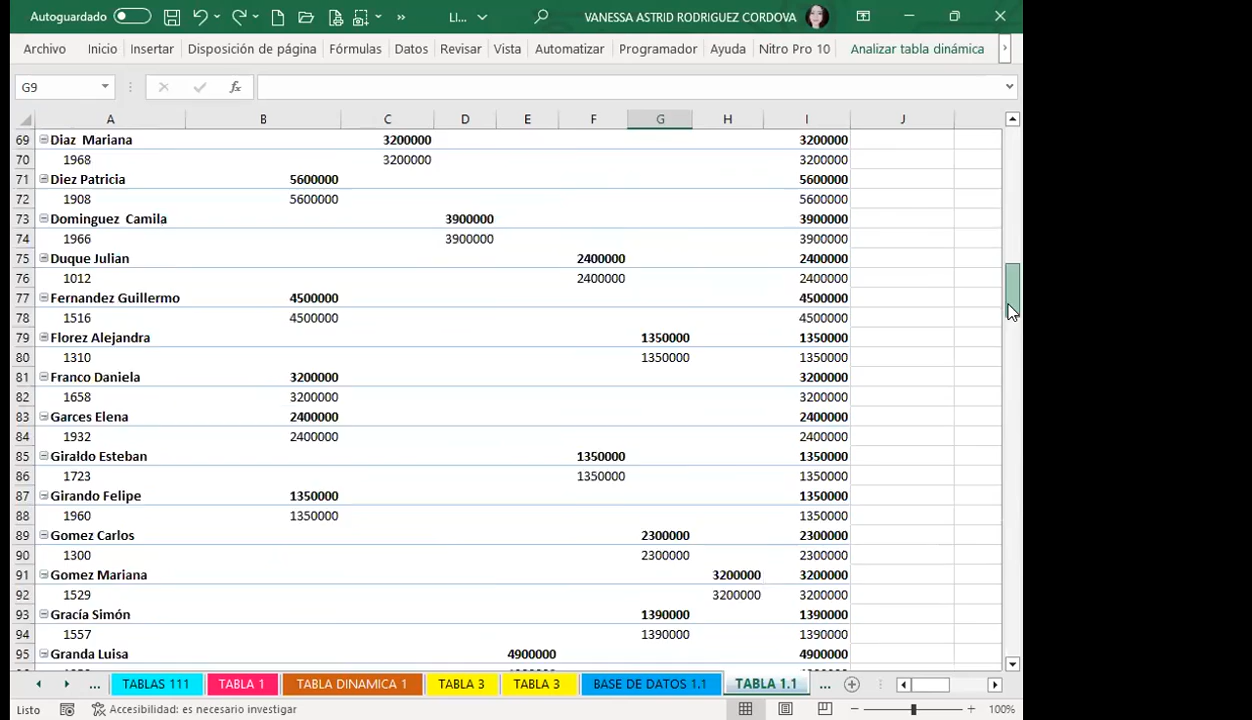 Autoguardado LI... VANESSA ASTRID RODRIGUEZ CORDOVA
Archivo Inicio Insertar Disposición de página Fórmulas Datos Revisar Vista Automatizar Programador Ayuda Nitro Pro 10 Analizar tabla dinámica
G9 fx
A B C D E F G H I J
69 Diaz Mariana 3200000 3200000
70 1968 3200000 3200000
71 Diez Patricia 5600000 5600000
72 1908 5600000 5600000
73 Dominguez Camila 3900000 3900000
74 1966 3900000 3900000
75 Duque Julian 2400000 2400000
76 1012 2400000 2400000
77 Fernandez Guillermo 4500000 4500000
78 1516 4500000 4500000
79 Florez Alejandra 1350000 1350000
80 1310 1350000 1350000
81 Franco Daniela 3200000 3200000
82 1658 3200000 3200000
83 Garces Elena 2400000 2400000
84 1932 2400000 2400000
85 Giraldo Esteban 1350000 1350000
86 1723 1350000 1350000
87 Girando Felipe 1350000 1350000
88 1960 1350000 1350000
89 Gomez Carlos 2300000 2300000
90 1300 2300000 2300000
91 Gomez Mariana 3200000 3200000
92 1529 3200000 3200000
93 Gracía Simón 1390000 1390000
94 1557 1390000 1390000
95 Granda Luisa 4900000 4900000
... TABLAS 111 TABLA 1 TABLA DINAMICA 1 TABLA 3 TABLA 3 BASE DE DATOS 1.1 TABLA 1.1 ...
Listo Accesibilidad: es necesario investigar 100%